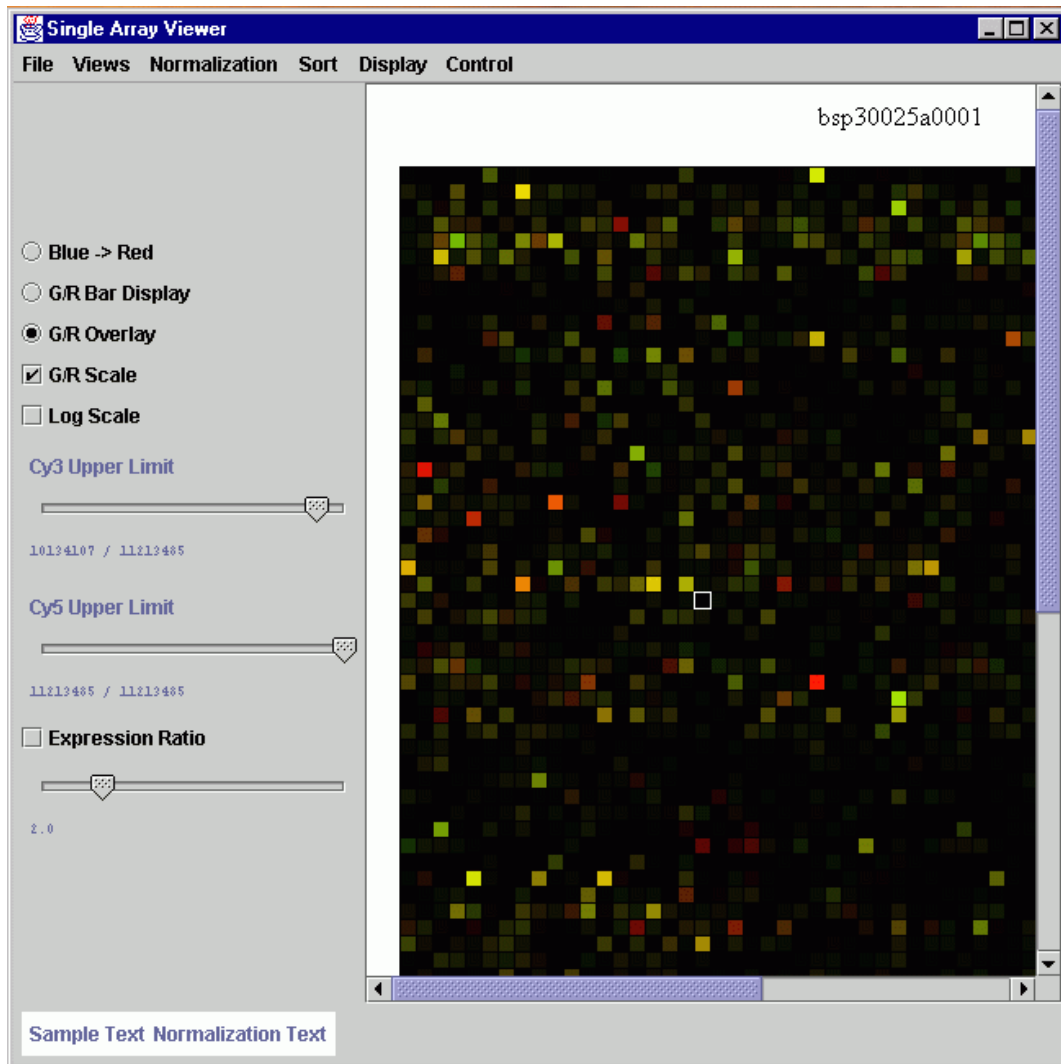 Single Array Viewer
File Views Normalization Sort Display Control
bsp30025a0001
Blue -> Red
G/R Bar Display
G/R Overlay
G/R Scale
Log Scale
Cy3 Upper Limit
10134107 / 11213485
Cy5 Upper Limit
11213485 / 11213485
Expression Ratio
2.0
Sample Text Normalization Text